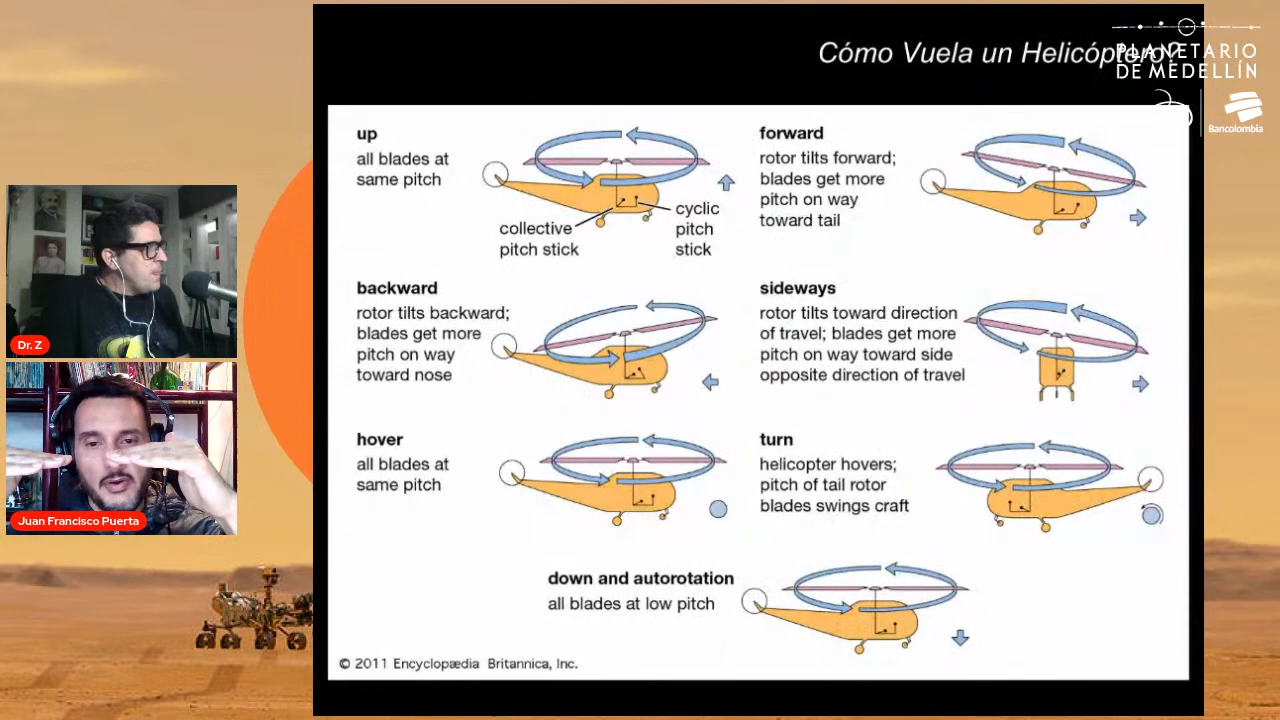 Cómo Vuela un Helicóptero?
PLANETARIO
DE MEDELLÍN
Bancolombia
up
all blades at
same pitch
collective
pitch stick
cyclic
pitch
stick
forward
rotor tilts forward;
blades get more
pitch on way
toward tail
backward
rotor tilts backward;
blades get more
pitch on way
toward nose
sideways
rotor tilts toward direction
of travel; blades get more
pitch on way toward side
opposite direction of travel
hover
all blades at
same pitch
turn
helicopter hovers;
pitch of tail rotor
blades swings craft
down and autorotation
all blades at low pitch
© 2011 Encyclopædia Britannica, Inc.
Dr. Z
Juan Francisco Puerta